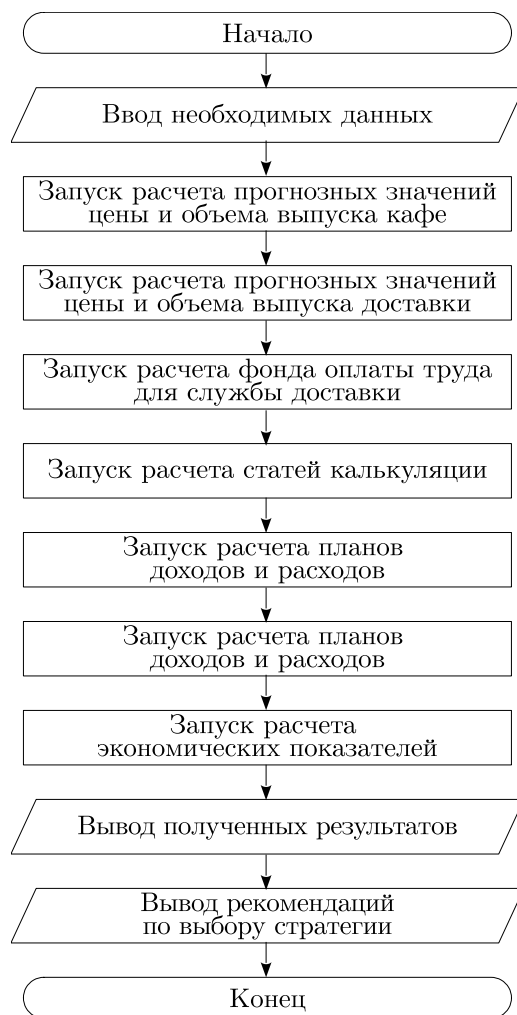 Начало
Ввод необходимых данных
Запуск расчета прогнозных значений
цены и объема выпуска кафе
Запуск расчета прогнозных значений
цены и объема выпуска доставки
Запуск расчета фонда оплаты труда
для службы доставки
Запуск расчета статей калькуляции
Запуск расчета планов
доходов и расходов
Запуск расчета планов
доходов и расходов
Запуск расчета
экономических показателей
Вывод полученных результатов
Вывод рекомендаций
по выбору стратегии
Конец